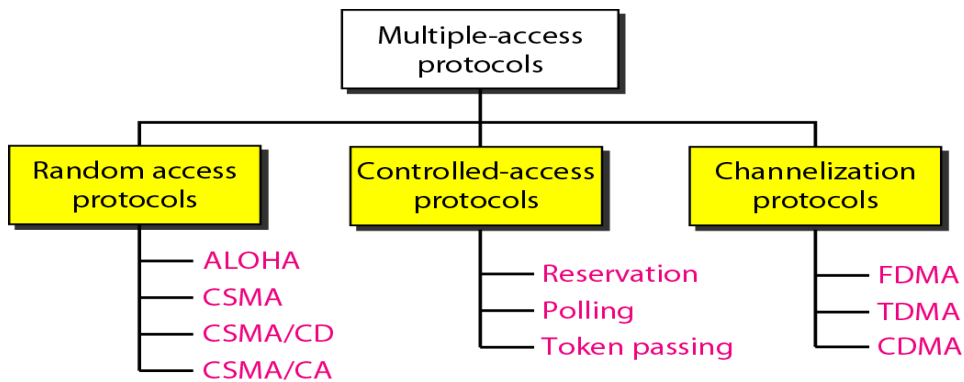 Multiple-access
protocols
Random access
protocols
Controlled-access
protocols
Channelization
protocols
ALOHA
CSMA
CSMA/CD
CSMA/CA
Reservation
Polling
Token passing
FDMA
TDMA
CDMA